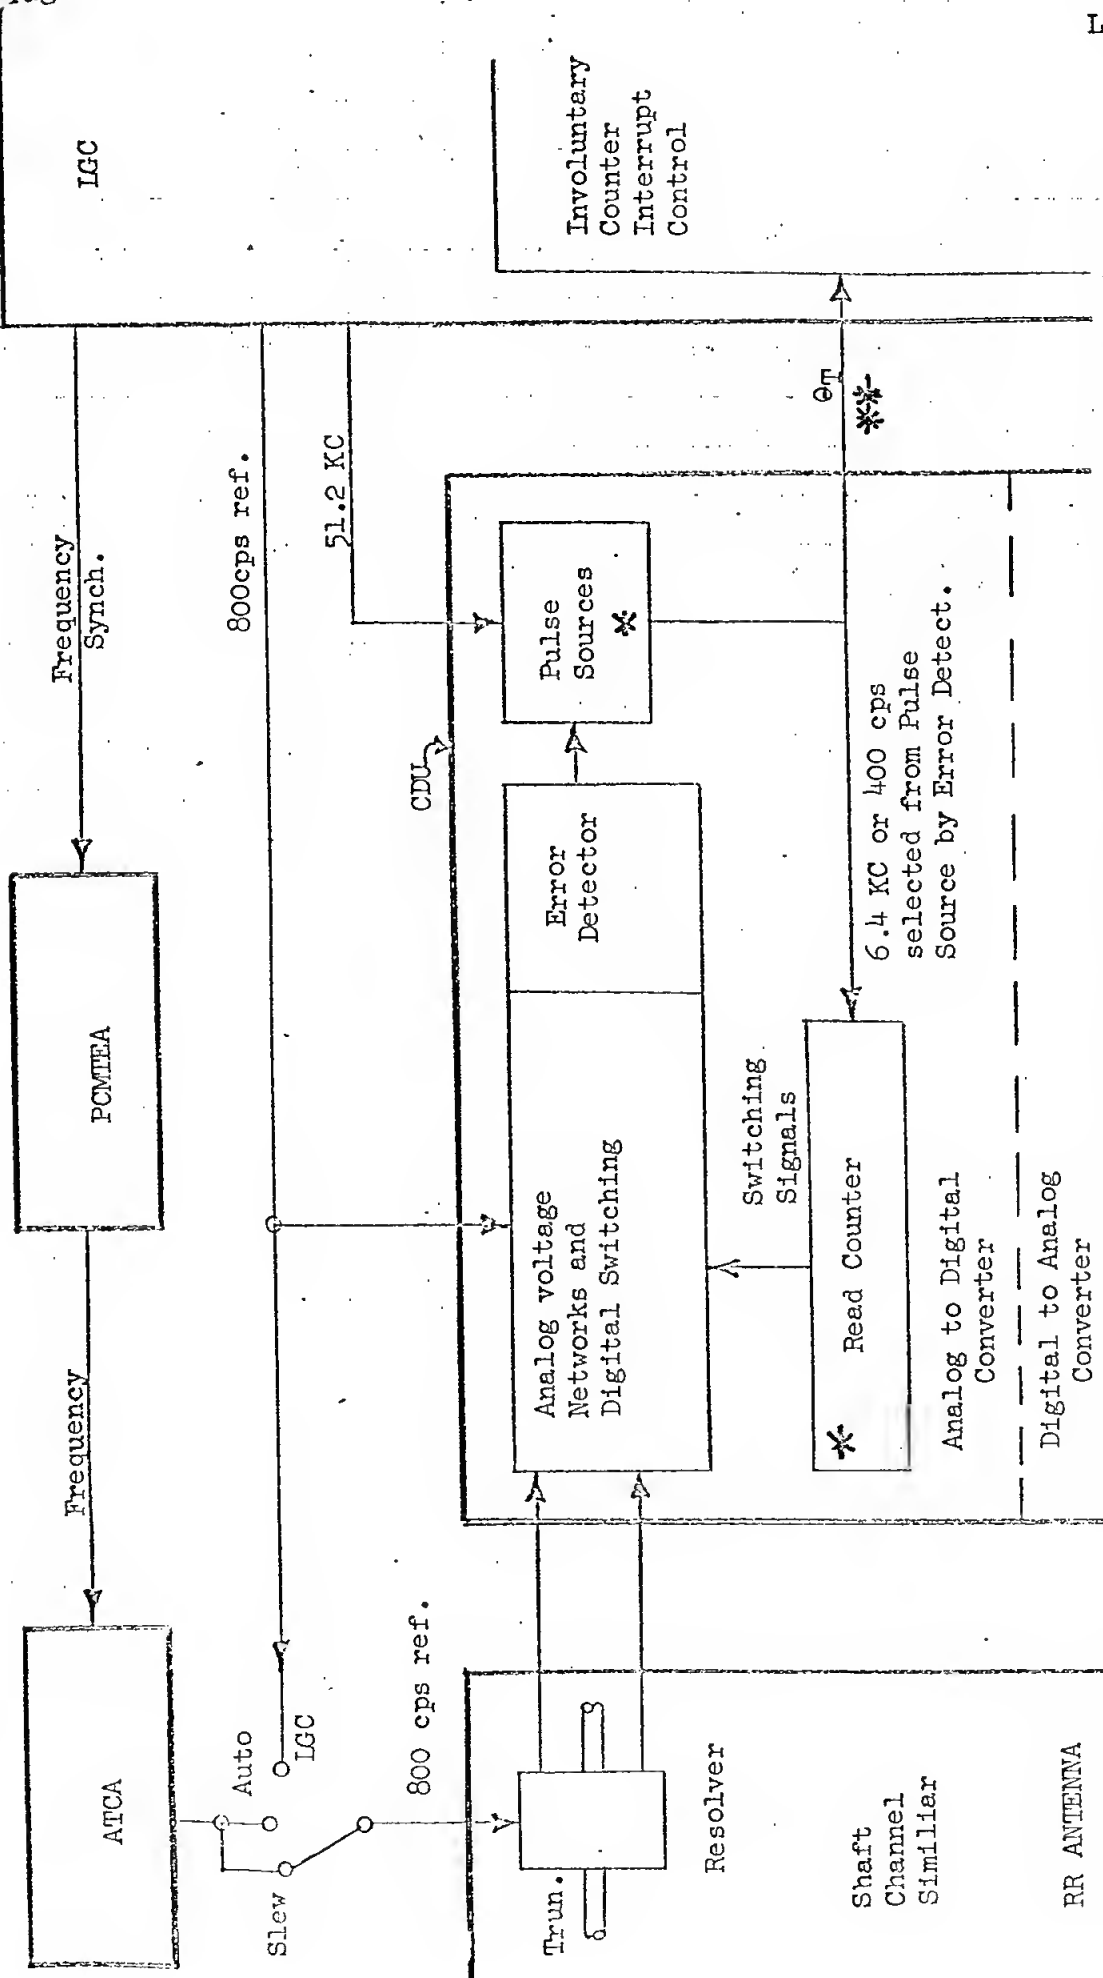 ATCA
Frequency
PCMTEA
Frequency
Synch.
LGC
Slew
Auto
LGC
800cps ref.
51.2 KC
800 cps ref.
CDU
Trun.
Resolver
Analog voltage
Networks and
Digital Switching
Error
Detector
Pulse
Sources
*
Involuntary
Counter
Interrupt
Control
Switching
Signals
θT
**
*
Read Counter
6.4 KC or 400 cps
selected from Pulse
Source by Error Detect.
Shaft
Channel
Similiar
Analog to Digital
Converter
Digital to Analog
Converter
RR ANTENNA
L